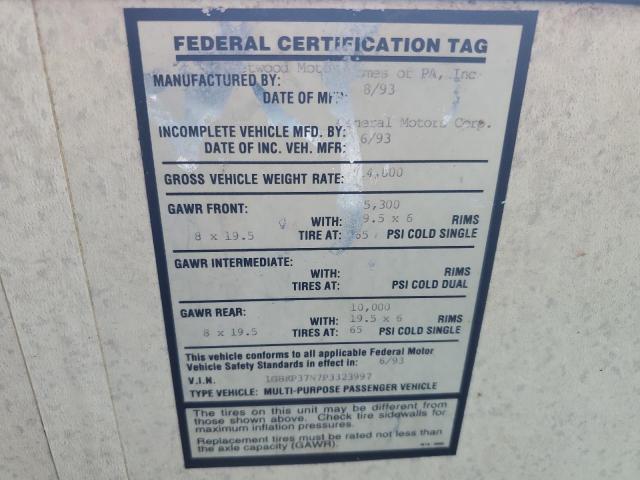 FEDERAL CERTIFICATION TAG
MANUFACTURED BY: of PA, Inc
DATE OF MFR: 8/93
INCOMPLETE VEHICLE MFD. BY: General Motors Corp.
DATE OF INC. VEH. MFR: 6/93
GROSS VEHICLE WEIGHT RATE:
GAWR FRONT: 5,300
WITH: 9.5 x 6 RIMS
8 x 19.5 TIRE AT: 65 PSI COLD SINGLE
GAWR INTERMEDIATE:
WITH: RIMS
TIRES AT: PSI COLD DUAL
GAWR REAR: 10,000
WITH: 19.5 x 6 RIMS
8 x 19.5 TIRES AT: 65 PSI COLD SINGLE
This vehicle conforms to all applicable Federal Motor
Vehicle Safety Standards in effect in: 6/93
V.I.N. 1GBKP37N7P3323997
TYPE VEHICLE: MULTI-PURPOSE PASSENGER VEHICLE
The tires on this unit may be different from
those shown above. Check tire sidewalls for
maximum inflation pressures.
Replacement tires must be rated not less than
the axle capacity (GAWR).